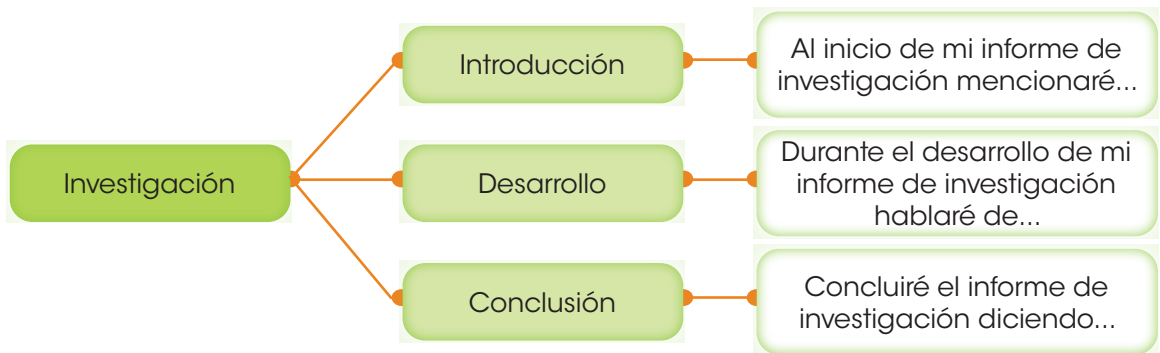 Investigación
Introducción
Al inicio de mi informe de
investigación mencionaré...
Desarrollo
Durante el desarrollo de mi
informe de investigación
hablaré de...
Conclusión
Concluiré el informe de
investigación diciendo...